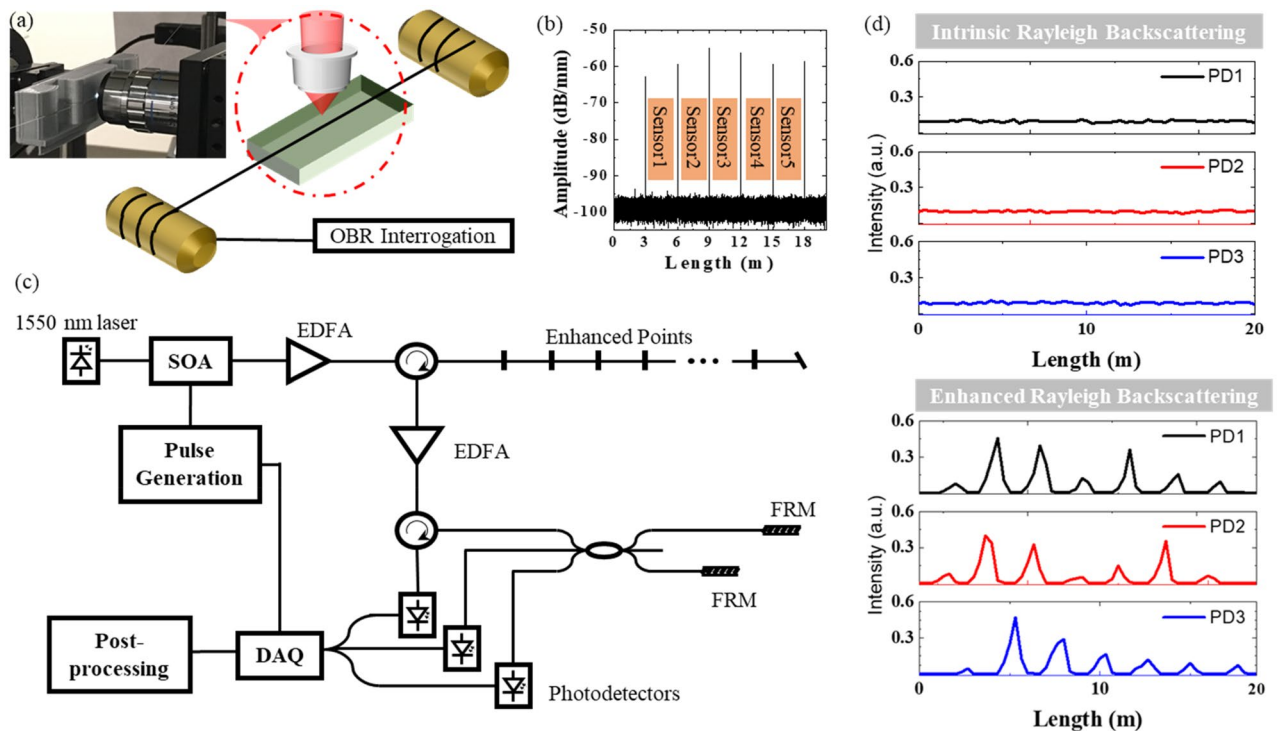 (a)
OBR Interrogation
(b)
Amplitude (dB/mm)
-50
-60
-70
-80
-90
-100
Sensor1
Sensor2
Sensor3
Sensor4
Sensor5
0 3 6 9 12 15 18
Length (m)
(c)
1550 nm laser
SOA
EDFA
Enhanced Points
Pulse
Generation
EDFA
FRM
FRM
Post-
processing
DAQ
Photodetectors
(d)
Intrinsic Rayleigh Backscattering
Intensity (a.u.)
0.6
0.3
PD1
0.6
0.3
PD2
0.6
0.3
PD3
0 10 20
Length (m)
Enhanced Rayleigh Backscattering
Intensity (a.u.)
0.6
0.3
PD1
0.6
0.3
PD2
0.6
0.3
PD3
0 10 20
Length (m)